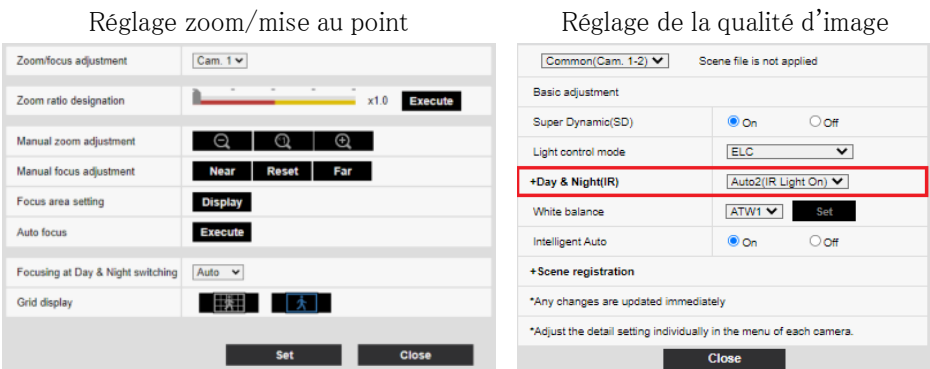 Réglage zoom/mise au point
Zoom/focus adjustment Cam. 1
Zoom ratio designation x1.0 Execute
Manual zoom adjustment
Manual focus adjustment Near Reset Far
Focus area setting Display
Auto focus Execute
Focusing at Day & Night switching Auto
Grid display
Set Close
Réglage de la qualité d'image
Common(Cam. 1-2) Scene file is not applied
Basic adjustment
Super Dynamic(SD) On Off
Light control mode ELC
+Day & Night(IR) Auto2(IR Light On)
White balance ATW1 Set
Intelligent Auto On Off
+Scene registration
*Any changes are updated immediately
*Adjust the detail setting individually in the menu of each camera.
Close